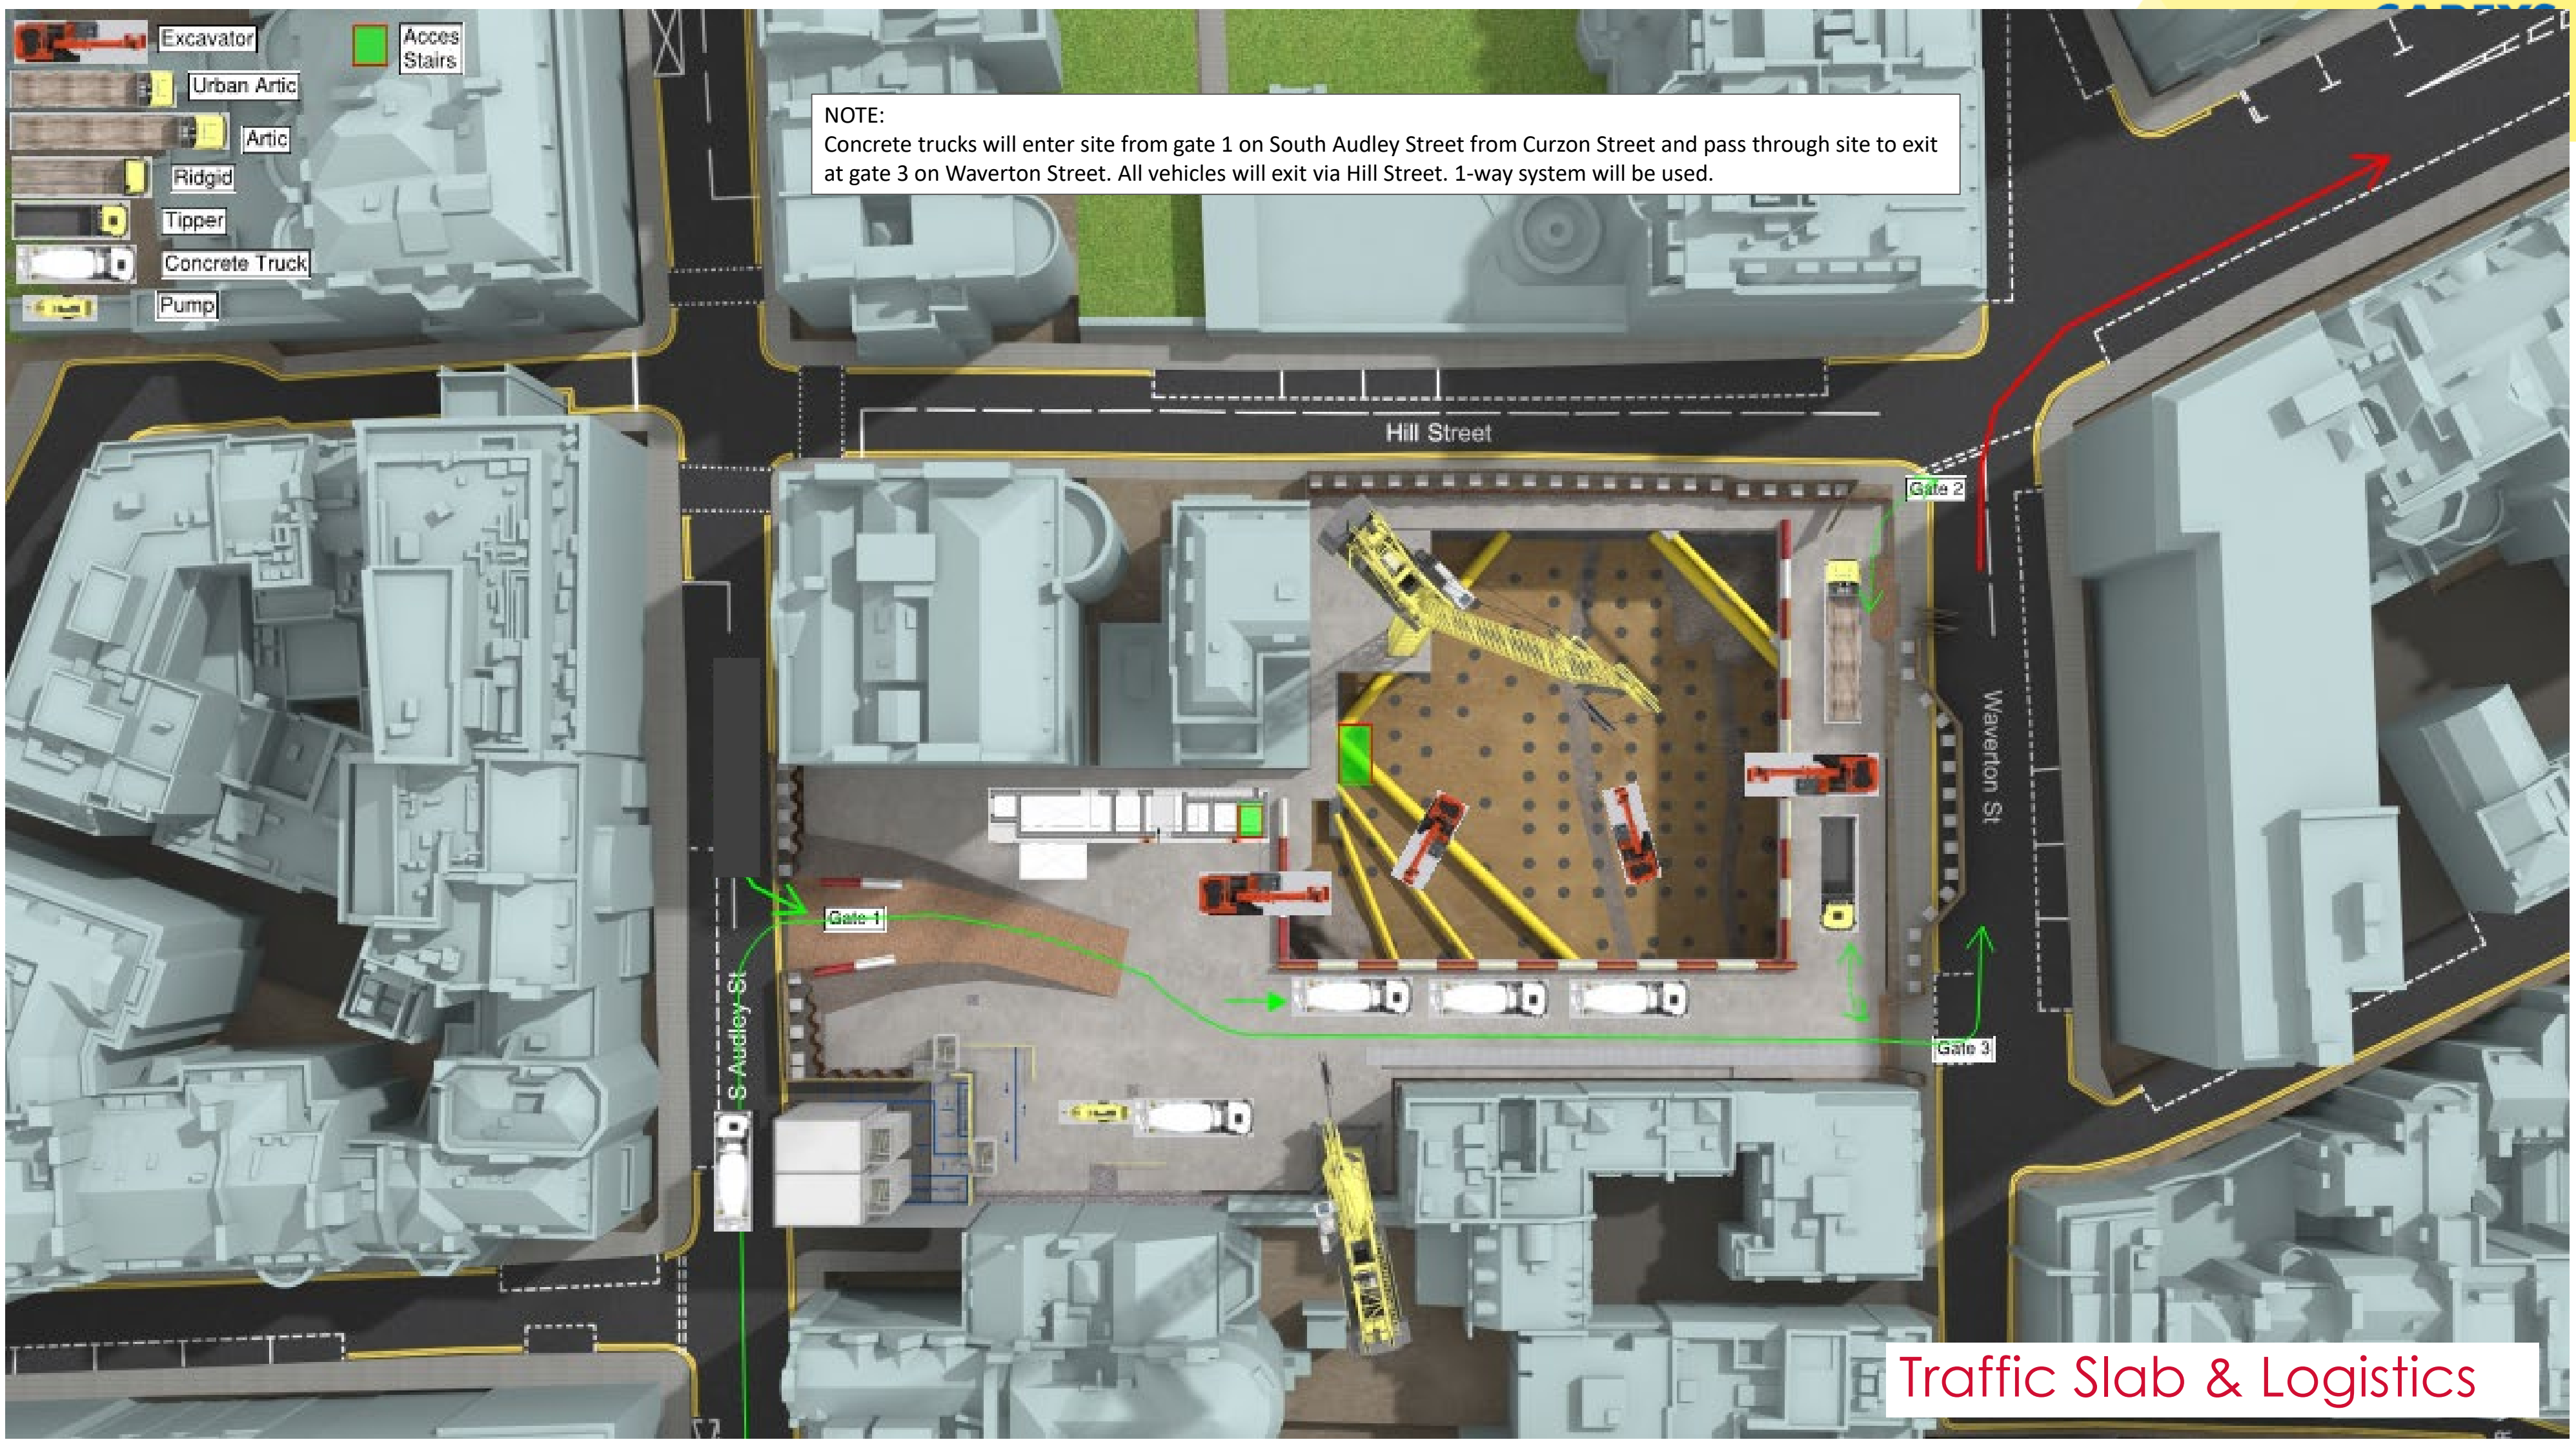 Excavator
Acces
Stairs
Urban Artic
Artic
Ridgid
Tipper
Concrete Truck
Pump
NOTE:
Concrete trucks will enter site from gate 1 on South Audley Street from Curzon Street and pass through site to exit
at gate 3 on Waverton Street. All vehicles will exit via Hill Street. 1-way system will be used.
Hill Street
Gate 2
Waverton St
Gate 1
S Audley St
Gate 3
Traffic Slab & Logistics